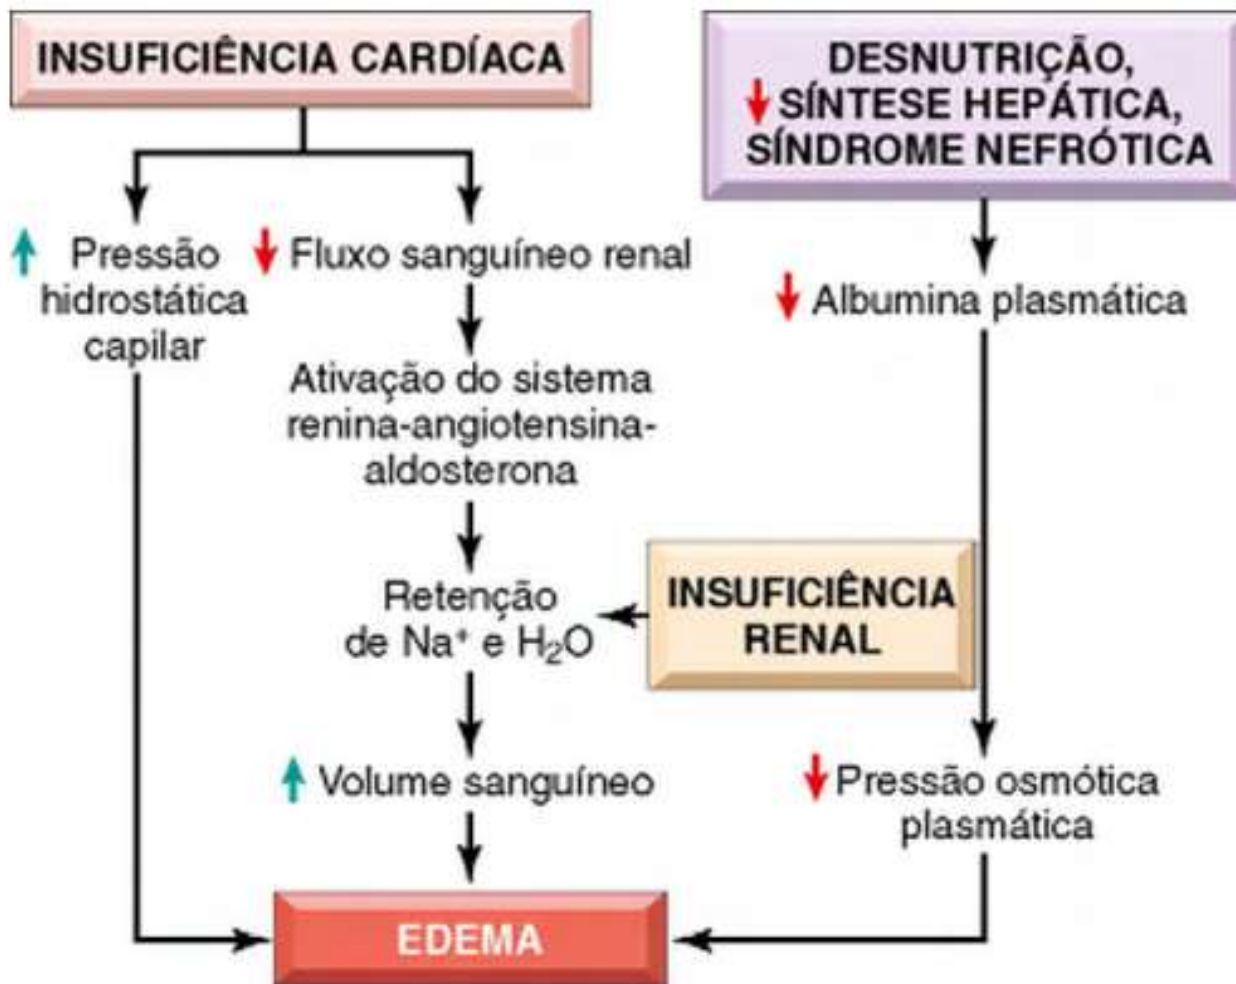 INSUFICIÊNCIA CARDÍACA
DESNUTRIÇÃO,
SÍNTESE HEPÁTICA,
SÍNDROME NEFRÓTICA
Pressão
hidrostática
capilar
Fluxo sanguíneo renal
Albumina plasmática
Ativação do sistema
renina-angiotensina-
aldosterona
Retenção
de Na⁺ e H₂O
INSUFICIÊNCIA
RENAL
Volume sanguíneo
Pressão osmótica
plasmática
EDEMA